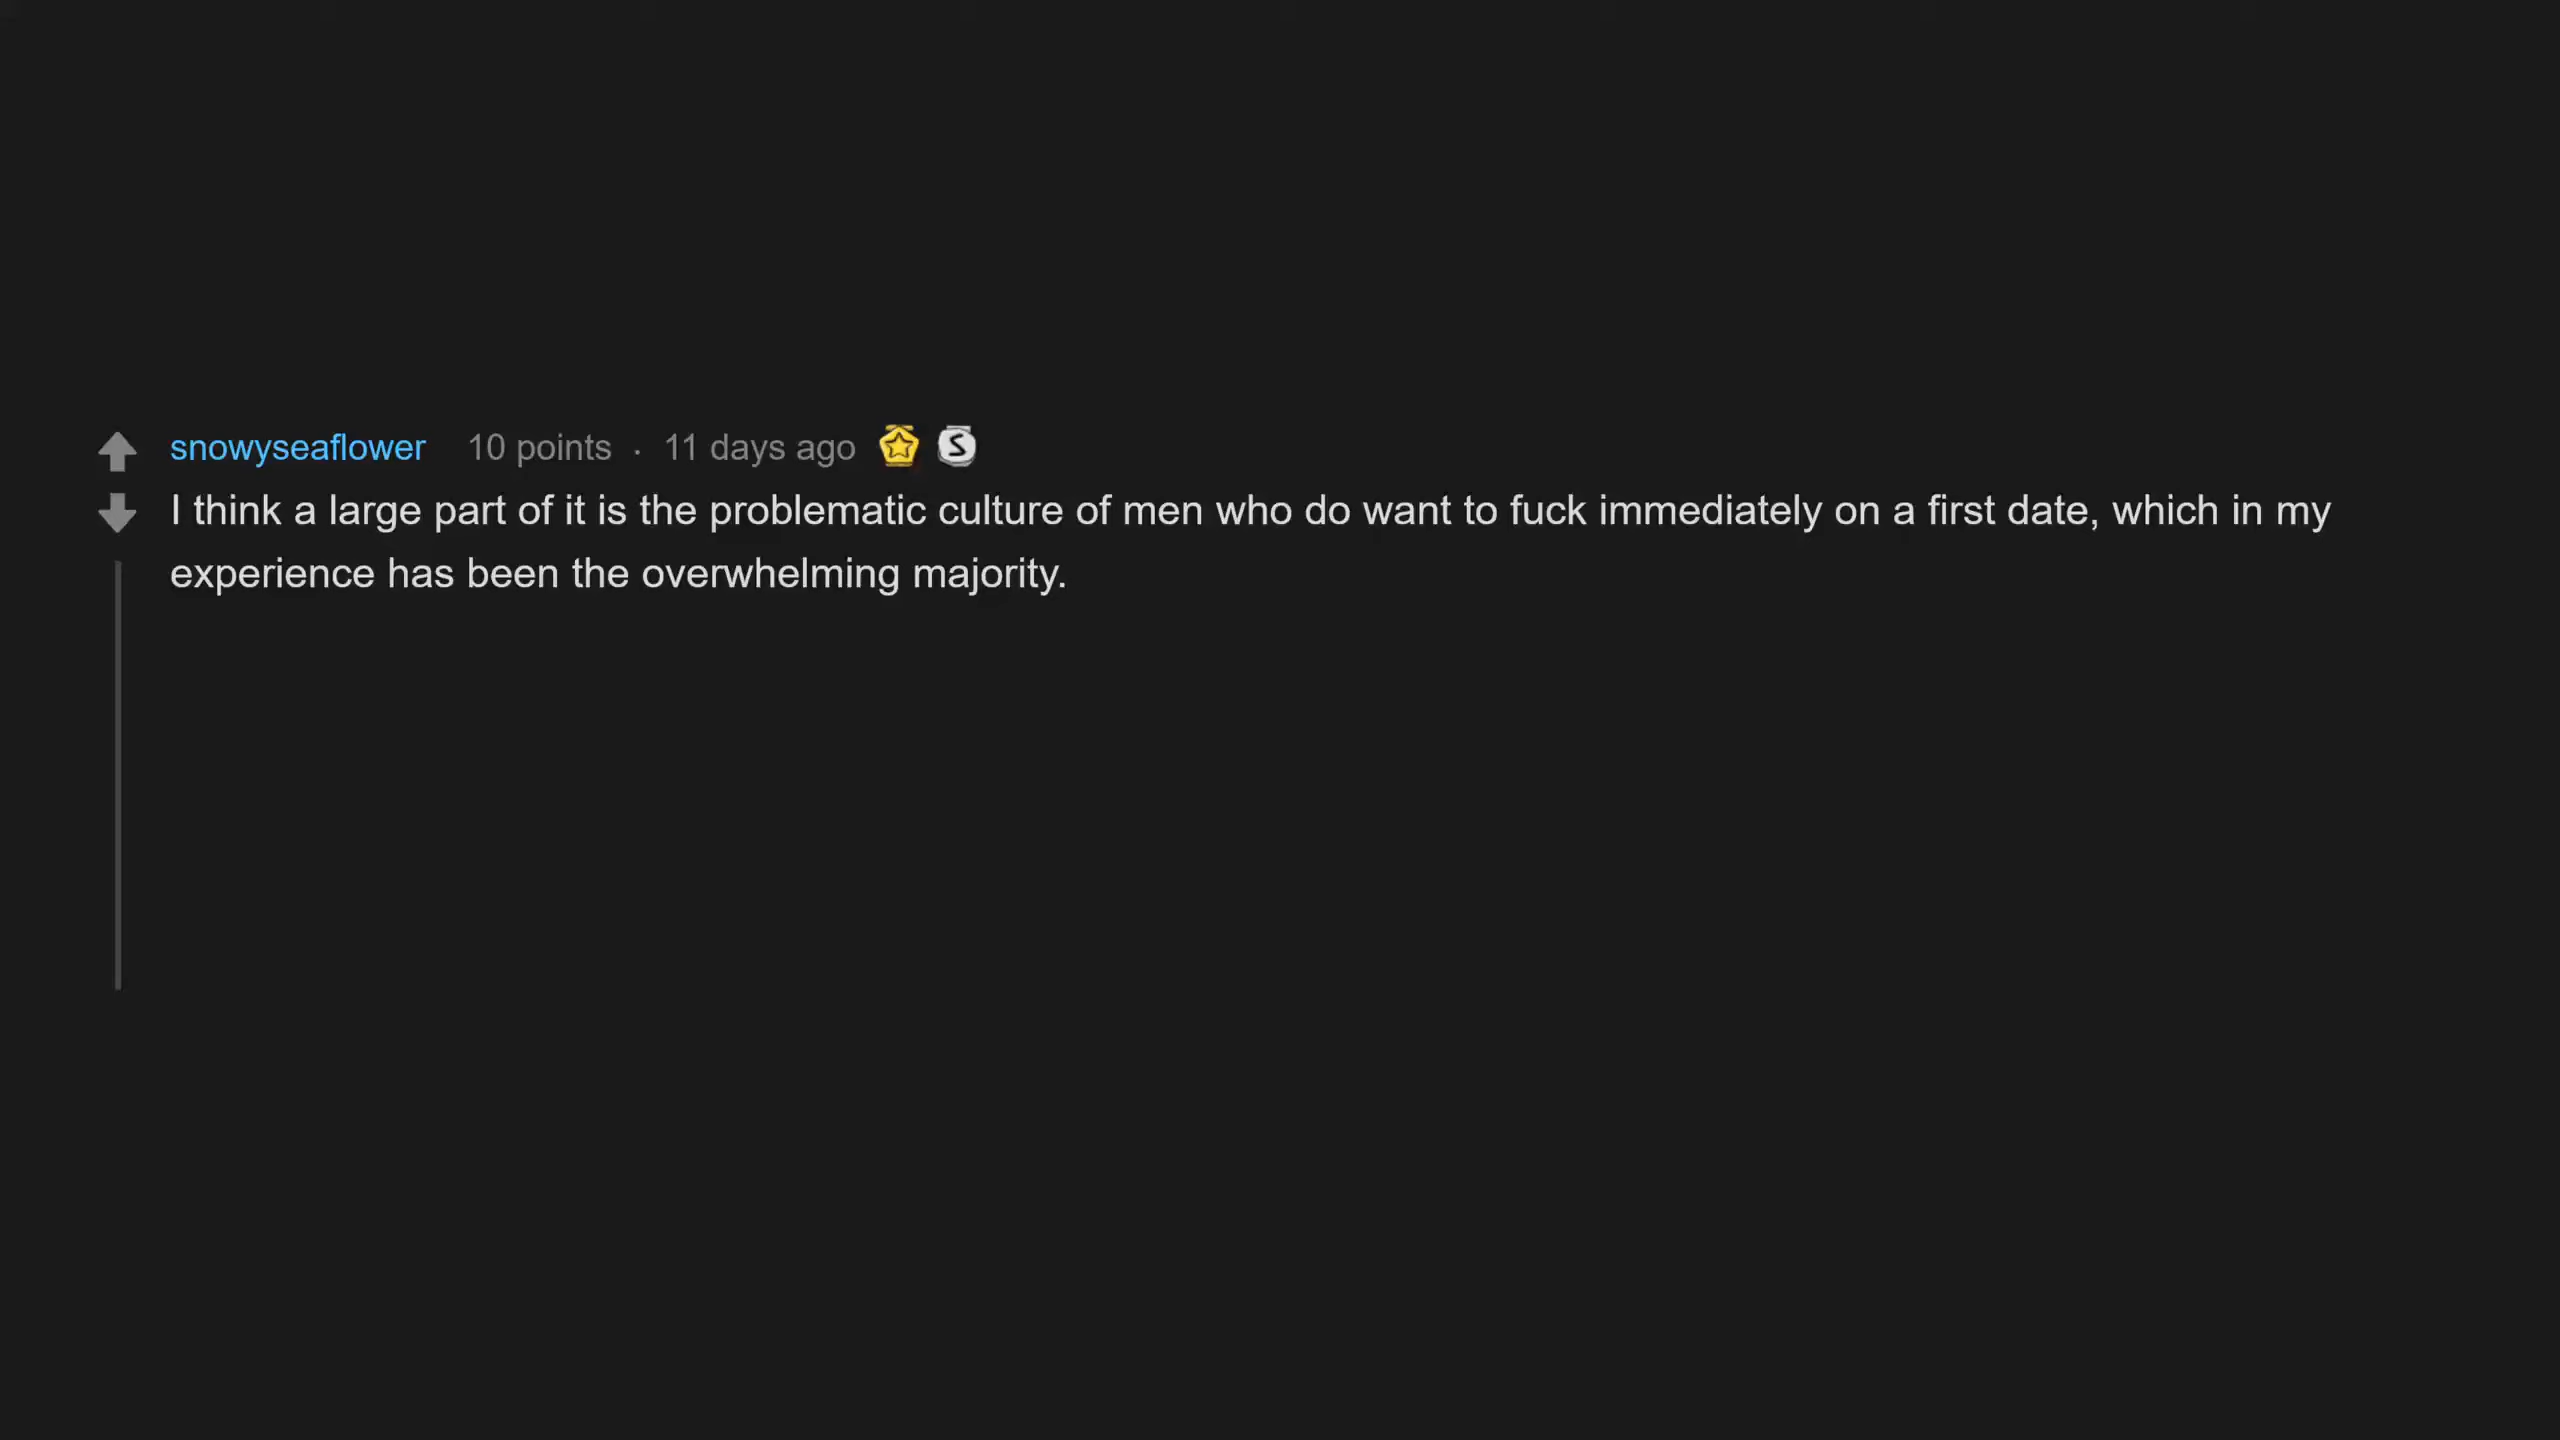 snowyseaflower 10 points · 11 days ago S
I think a large part of it is the problematic culture of men who do want to fuck immediately on a first date, which in my
experience has been the overwhelming majority.